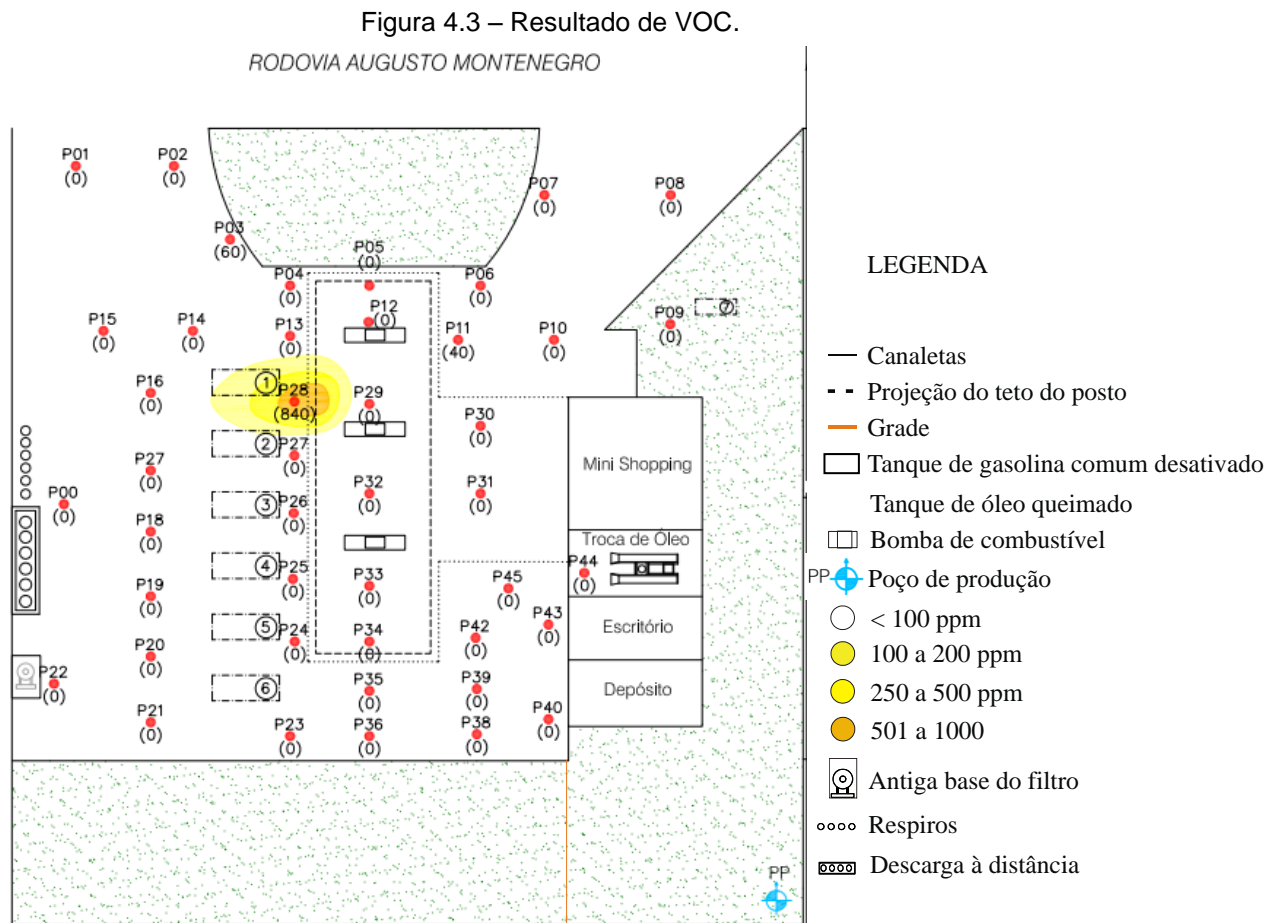 Figura 4.3 – Resultado de VOC.
RODOVIA AUGUSTO MONTENEGRO
P01
(0)
P02
(0)
P03
(60)
P04
(0)
P05
(0)
P06
(0)
P07
(0)
P08
(0)
P09
(0)
7
P10
(0)
P11
(40)
P12
(0)
P13
(0)
P14
(0)
P15
(0)
P16
(0)
1
P28
(840)
P29
(0)
P30
(0)
2
P27
(0)
P27
(0)
P00
(0)
3
P26
(0)
P32
(0)
P31
(0)
P18
(0)
4
P25
(0)
P33
(0)
P19
(0)
5
P24
(0)
P34
(0)
P20
(0)
P22
(0)
6
P35
(0)
P21
(0)
P23
(0)
P36
(0)
P45
(0)
P44
(0)
P43
(0)
P42
(0)
P39
(0)
P40
(0)
P38
(0)
Mini Shopping
Troca de Óleo
Escritório
Depósito
PP
LEGENDA
Canaletas
Projeção do teto do posto
Grade
Tanque de gasolina comum desativado
Tanque de óleo queimado
Bomba de combustível
PP Poço de produção
< 100 ppm
100 a 200 ppm
250 a 500 ppm
501 a 1000
Antiga base do filtro
Respiros
Descarga à distância